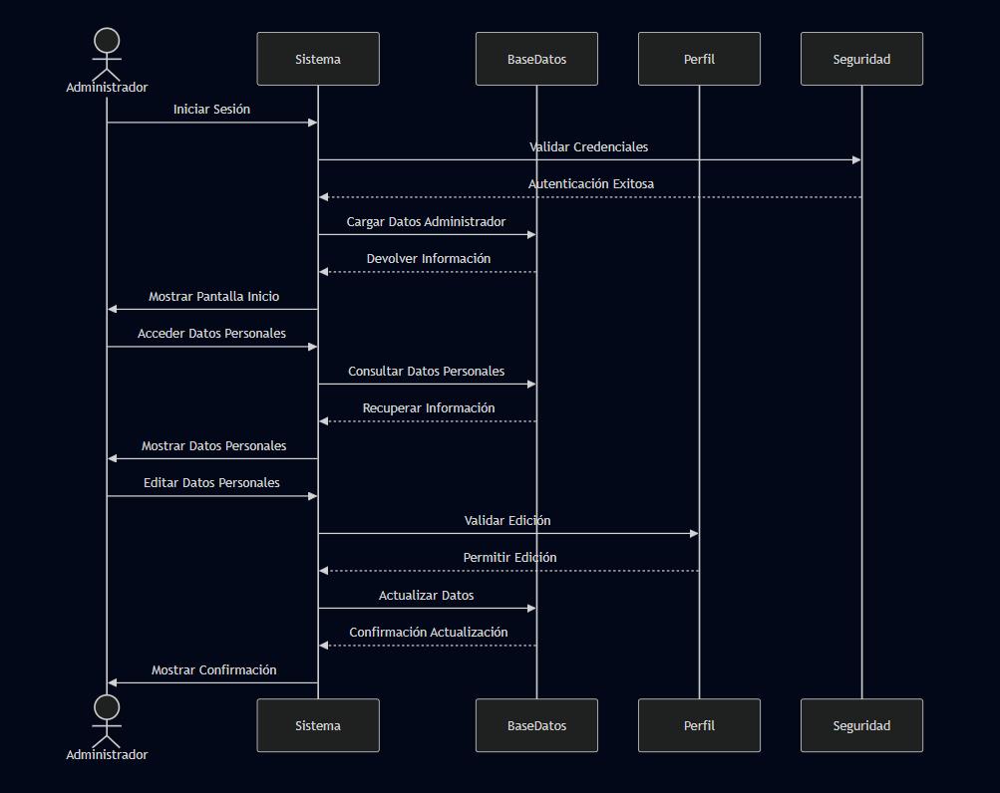 Administrador
Sistema
BaseDatos
Perfil
Seguridad
Iniciar Sesión
Validar Credenciales
Autenticación Exitosa
Cargar Datos Administrador
Devolver Información
Mostrar Pantalla Inicio
Acceder Datos Personales
Consultar Datos Personales
Recuperar Información
Mostrar Datos Personales
Editar Datos Personales
Validar Edición
Permitir Edición
Actualizar Datos
Confirmación Actualización
Mostrar Confirmación
Administrador
Sistema
BaseDatos
Perfil
Seguridad